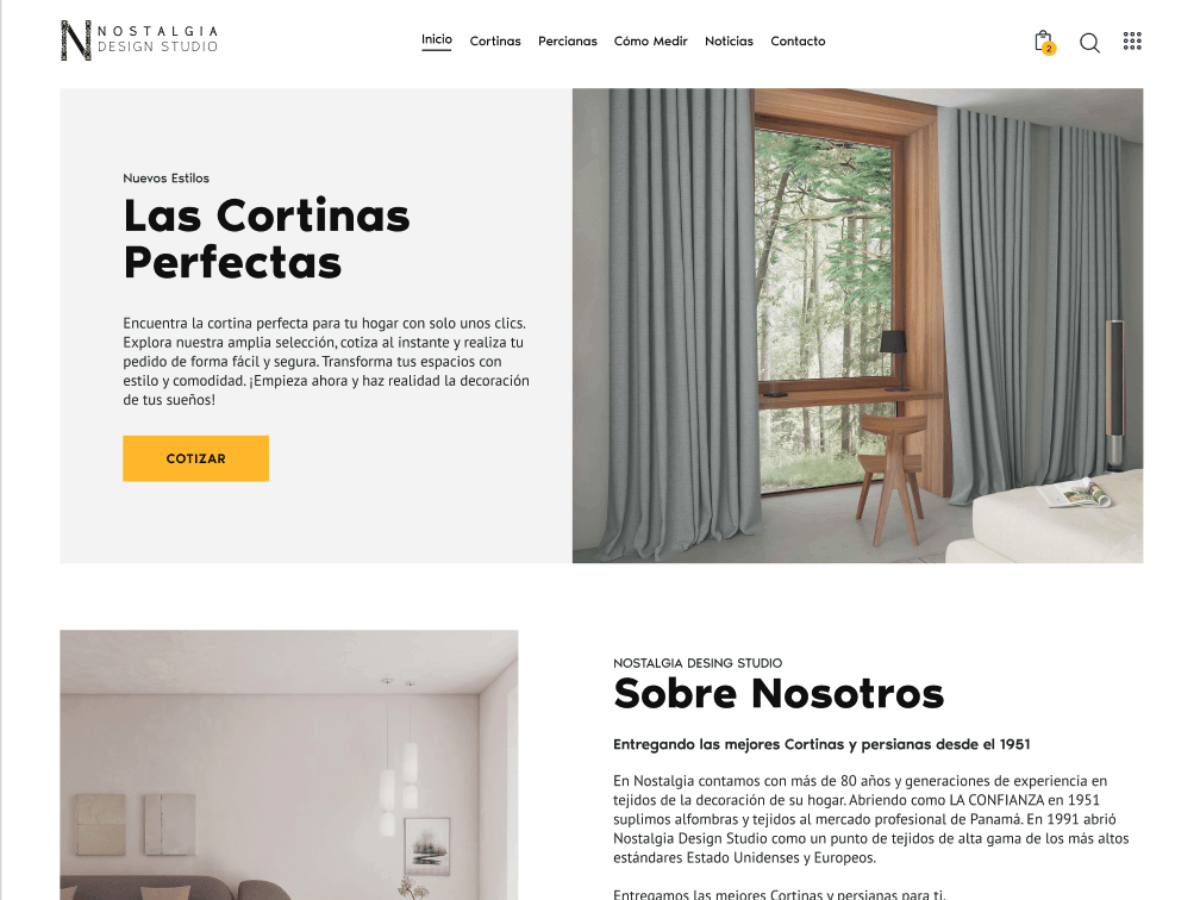 NOSTALGIA
DESIGN STUDIO
Inicio
Cortinas
Percianas
Cómo Medir
Noticias
Contacto
2
Nuevos Estilos
Las Cortinas
Perfectas
Encuentra la cortina perfecta para tu hogar con solo unos clics.
Explora nuestra amplia selección, cotiza al instante y realiza tu
pedido de forma fácil y segura. Transforma tus espacios con
estilo y comodidad. ¡Empieza ahora y haz realidad la decoración
de tus sueños!
COTIZAR
NOSTALGIA DESING STUDIO
Sobre Nosotros
Entregando las mejores Cortinas y persianas desde el 1951
En Nostalgia contamos con más de 80 años y generaciones de experiencia en
tejidos de la decoración de su hogar. Abriendo como LA CONFIANZA en 1951
suplimos alfombras y tejidos al mercado profesional de Panamá. En 1991 abrió
Nostalgia Design Studio como un punto de tejidos de alta gama de los más altos
estándares Estado Unidenses y Europeos.
Entregamos las mejores Cortinas y persianas para ti.